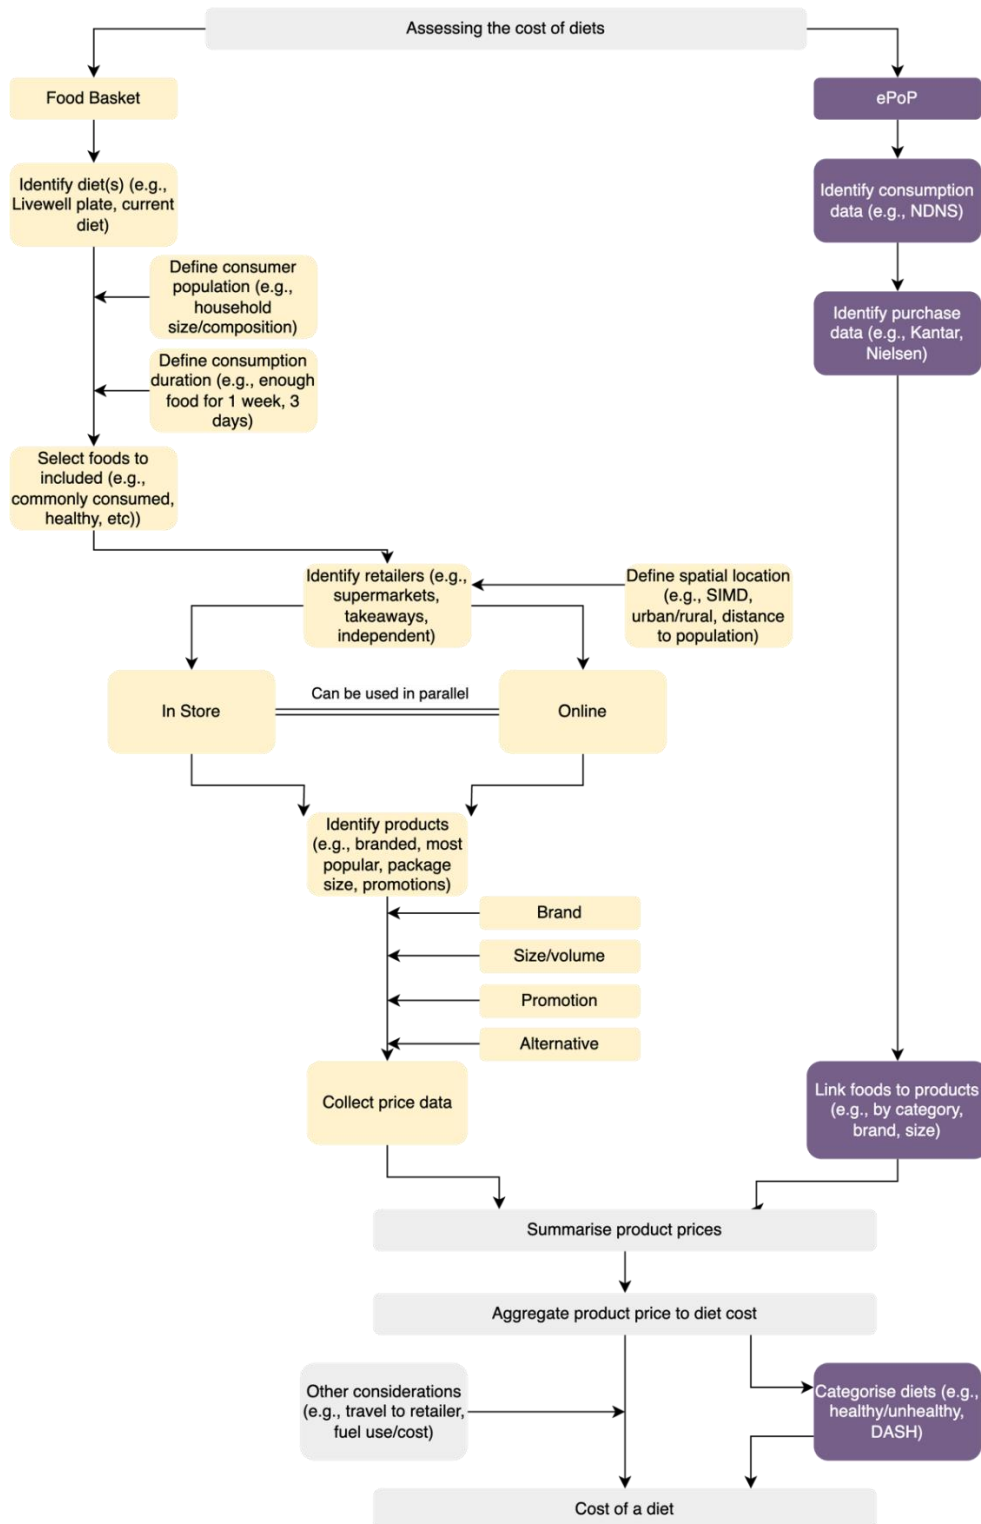 Assessing the cost of diets
Food Basket
ePoP
Identify diet(s) (e.g.,
Livewell plate, current
diet)
Identify consumption
data (e.g., NDNS)
Define consumer
population (e.g.,
household
size/composition)
Identify purchase
data (e.g., Kantar,
Nielsen)
Define consumption
duration (e.g., enough
food for 1 week, 3
days)
Select foods to
included (e.g.,
commonly consumed,
healthy, etc))
Identify retailers (e.g.,
supermarkets,
takeaways,
independent)
Define spatial location
(e.g., SIMD,
urban/rural, distance
to population)
In Store
Can be used in parallel
Online
Identify products
(e.g., branded, most
popular, package
size, promotions)
Brand
Size/volume
Promotion
Alternative
Collect price data
Link foods to products
(e.g., by category,
brand, size)
Summarise product prices
Aggregate product price to diet cost
Other considerations
(e.g., travel to retailer,
fuel use/cost)
Categorise diets (e.g.,
healthy/unhealthy,
DASH)
Cost of a diet